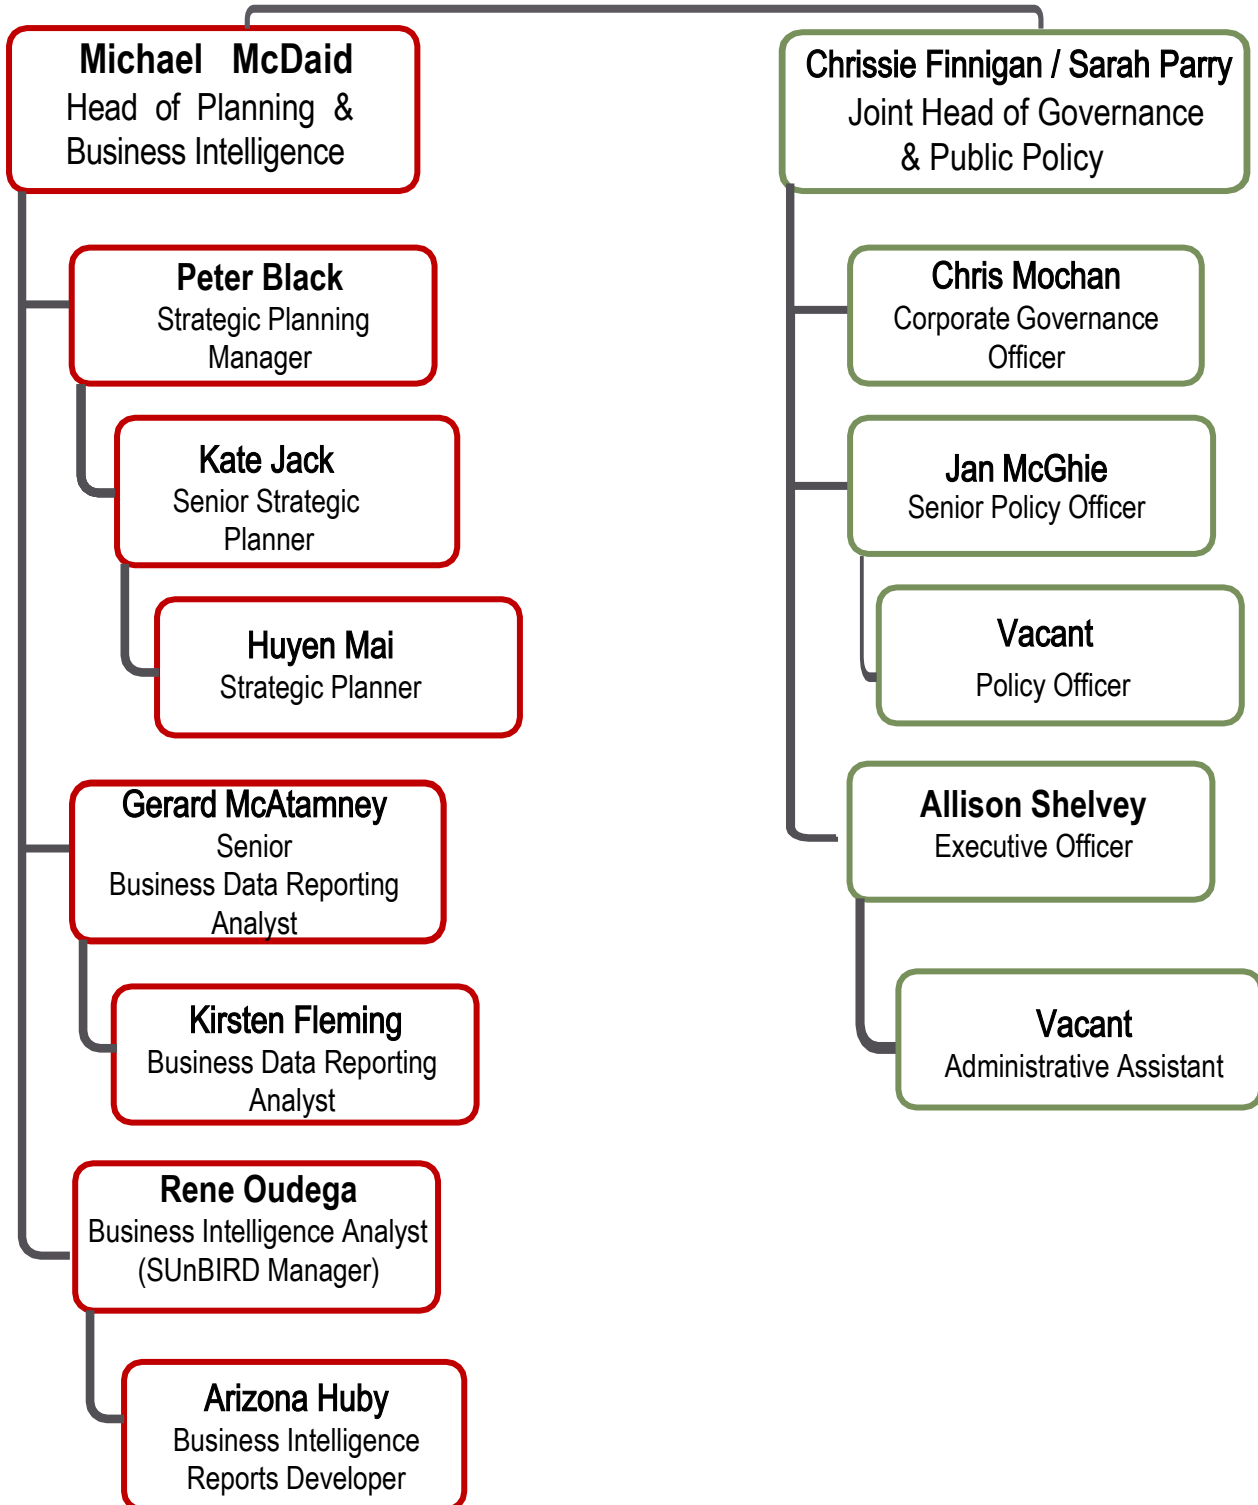 Michael McDaid
Head of Planning &
Business Intelligence
Peter Black
Strategic Planning
Manager
Kate Jack
Senior Strategic
Planner
Huyen Mai
Strategic Planner
Gerard McAtamney
Senior
Business Data Reporting
Analyst
Kirsten Fleming
Business Data Reporting
Analyst
Rene Oudega
Business Intelligence Analyst
(SUnBIRD Manager)
Arizona Huby
Business Intelligence
Reports Developer
Chrissie Finnigan / Sarah Parry
Joint Head of Governance
& Public Policy
Chris Mochan
Corporate Governance
Officer
Jan McGhie
Senior Policy Officer
Vacant
Policy Officer
Allison Shelvey
Executive Officer
Vacant
Administrative Assistant